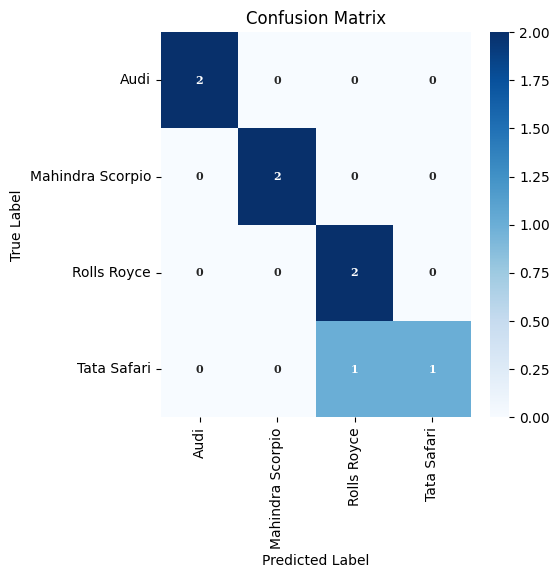 Confusion Matrix
True Label
Audi
Mahindra Scorpio
Rolls Royce
Tata Safari
2 0 0 0
0 2 0 0
0 0 2 0
0 0 1 1
Audi
Mahindra Scorpio
Rolls Royce
Tata Safari
Predicted Label
2.00
1.75
1.50
1.25
1.00
0.75
0.50
0.25
0.00